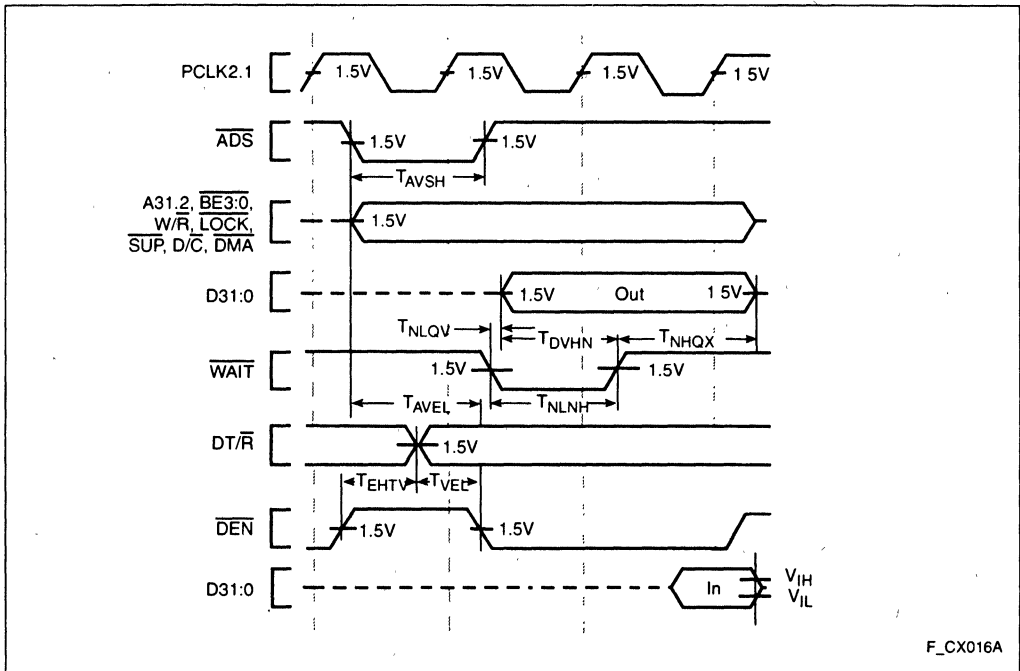 PCLK2.1 1.5V 1.5V 1.5V 1 5V
ADS 1.5V 1.5V
TAVSH
A31.2, BE3:0,
W/R, LOCK,
SUP, D/C, DMA
1.5V
D31:0 1.5V Out 1 5V
TNLQV TDVHN TNHQX
WAIT 1.5V 1.5V
TAVEL TNLNH
DT/R 1.5V
TEHTV TVEL
DEN 1.5V 1.5V
D31:0 In VIH
VIL
F_CX016A